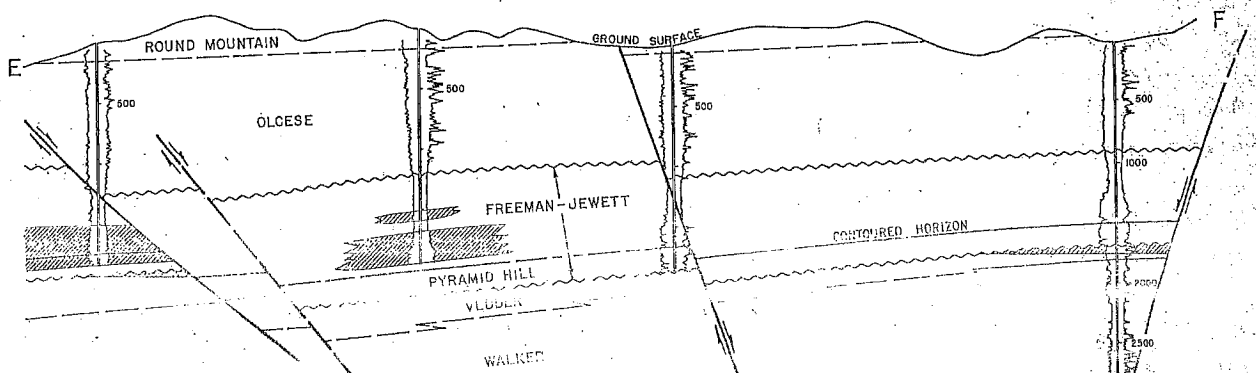 F
GROUND SURFACE
ROUND MOUNTAIN
E
500
500
500
500
OLCESE
1000
FREEMAN-JEWETT
CONTOURED HORIZON
PYRAMID HILL
2000
VEDDER
WALKER
2500